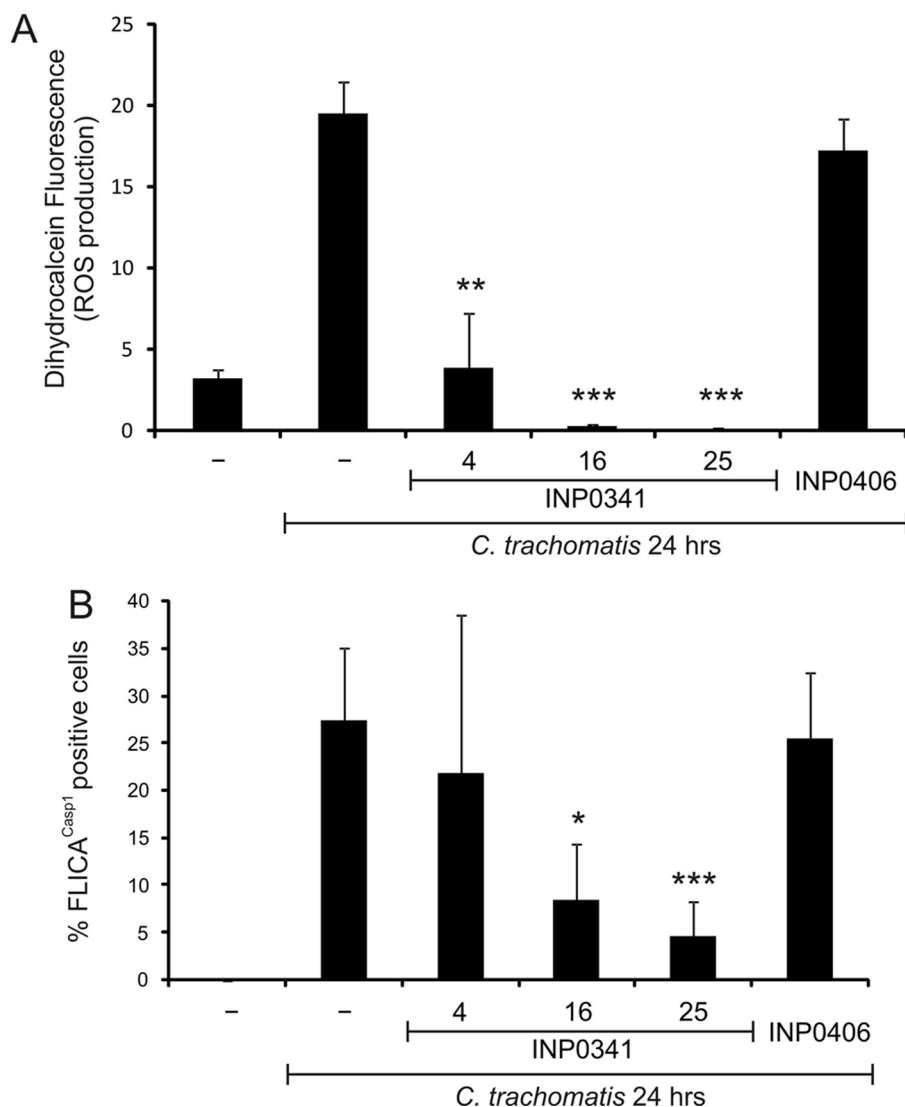 A
Dihydrocalcein Fluorescence
(ROS production)
25
20
15
10
5
0
**
***
***
– – 4 16 25 INP0406
INP0341
C. trachomatis 24 hrs
B
% FLICA^Casp1 positive cells
40
35
30
25
20
15
10
5
0
*
***
– – 4 16 25 INP0406
INP0341
C. trachomatis 24 hrs